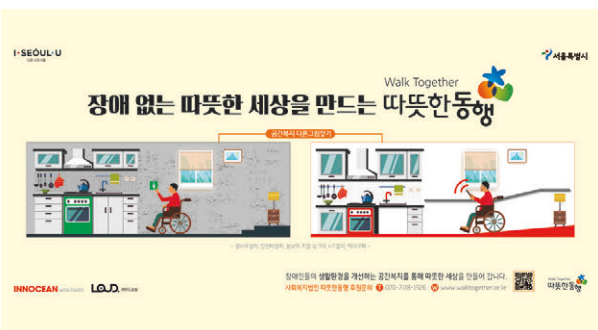 I·SEOUL·U
서울특별시
Walk Together
장애 없는 따뜻한 세상을 만드는 따뜻한동행
공간복지 다른그림찾기
장애인들의 생활환경을 개선하는 공간복지를 통해 따뜻한 세상을 만들어 갑니다.
INNOCEAN
LOUD.
사회복지법인 따뜻한동행 후원문의 T 070-7118-1526 W www.walktogether.or.kr
Walk Together
따뜻한동행